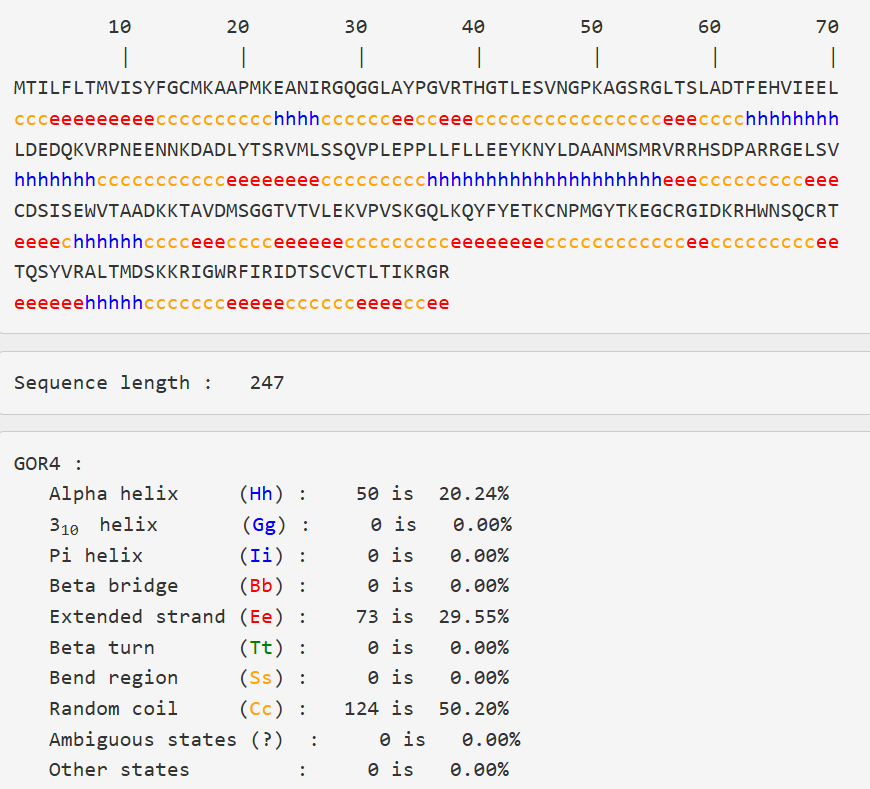 10 20 30 40 50 60 70
| | | | | | |
MTILFLTMVISYFGCMKAAPMKEANIRGQGGLAYPGVRTHGTLESVNGPKAGSRGLTSLADTFEHVIEEL
ccceeeeeeeeecccccccccchhhhcccccceecceeecccccccccccccccceeecccchhhhhhhh
LDEDQKVRPNEENNKDADLYTSRVMLSSQVPLEPPLLFLLEEYKNYLDAANMSMRVRRHSDPARRGELSV
hhhhhhhccccccccccceeeeeeeeccccccccchhhhhhhhhhhhhhhhhhhheeeccccccccceee
CDSISEWVTAADKKTAVDMSGGTVTVLEKVPVSKGQLKQYFYETKCNPMGYTKEGCRGIDKRHWNSQCRT
eeeechhhhhhcccceeecccceeeeeeccccccccceeeeeeeecccccccccccceecccccccccee
TQSYVRALTMDSKKRIGWRFIRIDTSCVCTLTIKRGR
eeeeeehhhhhccccccceeeeecccccceeeeccee
Sequence length : 247
GOR4 :
Alpha helix (Hh) : 50 is 20.24%
3₁₀ helix (Gg) : 0 is 0.00%
Pi helix (Ii) : 0 is 0.00%
Beta bridge (Bb) : 0 is 0.00%
Extended strand (Ee) : 73 is 29.55%
Beta turn (Tt) : 0 is 0.00%
Bend region (Ss) : 0 is 0.00%
Random coil (Cc) : 124 is 50.20%
Ambiguous states (?) : 0 is 0.00%
Other states : 0 is 0.00%